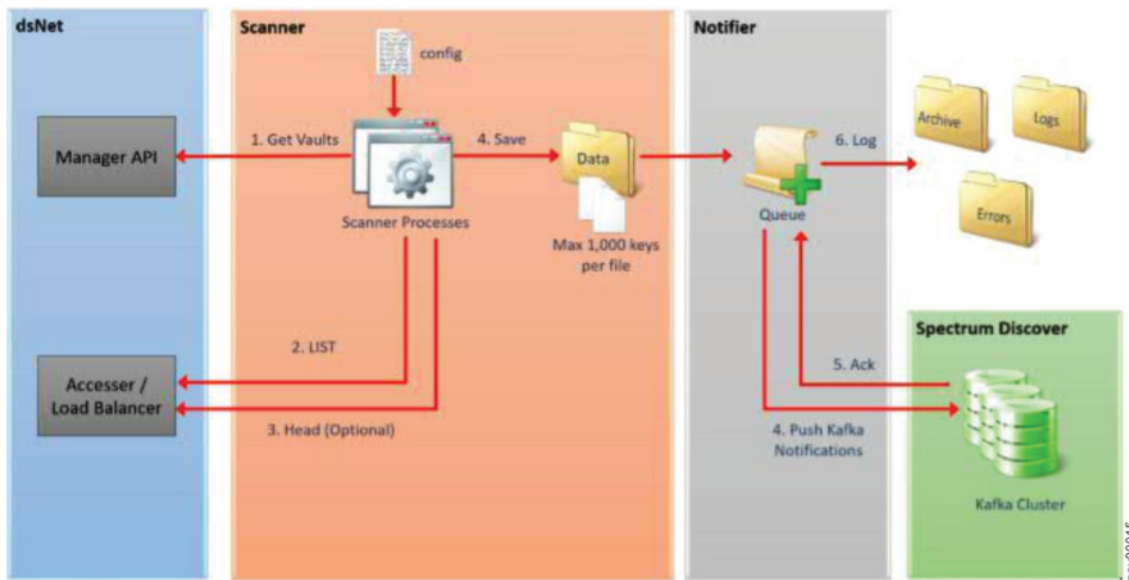 dsNet
Scanner
Notifier
config
Manager API
1. Get Vaults
4. Save
Data
Scanner Processes
Max 1,000 keys
per file
Queue
6. Log
Archive
Logs
Errors
2. LIST
Accesser /
Load Balancer
3. Head (Optional)
Spectrum Discover
5. Ack
4. Push Kafka
Notifications
Kafka Cluster